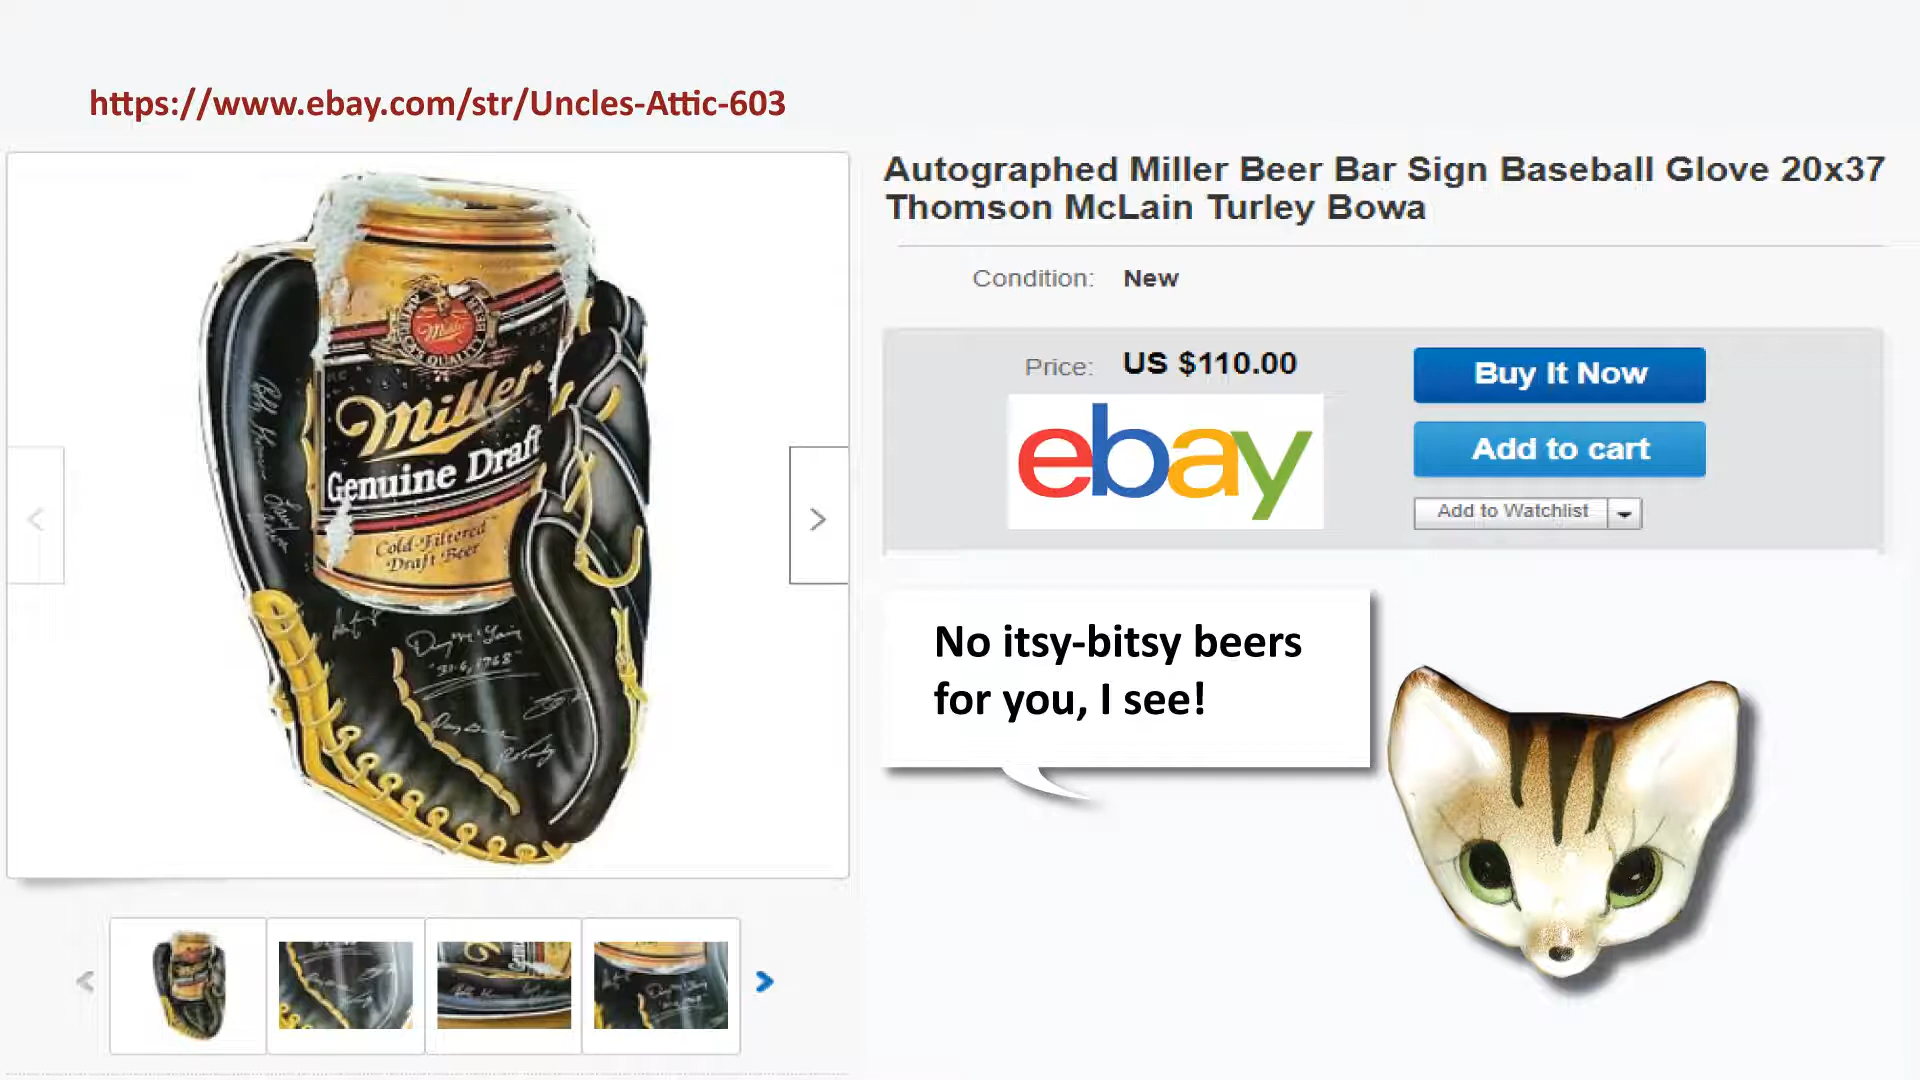 https://www.ebay.com/str/Uncles-Attic-603
Autographed Miller Beer Bar Sign Baseball Glove 20x37
Thomson McLain Turley Bowa
Condition: New
Price: US $110.00
Buy It Now
ebay
Add to cart
Add to Watchlist
No itsy-bitsy beers
for you, I see!
Miller
QUALITY
Miller
Genuine Draft
Cold-Filtered
Draft Beer